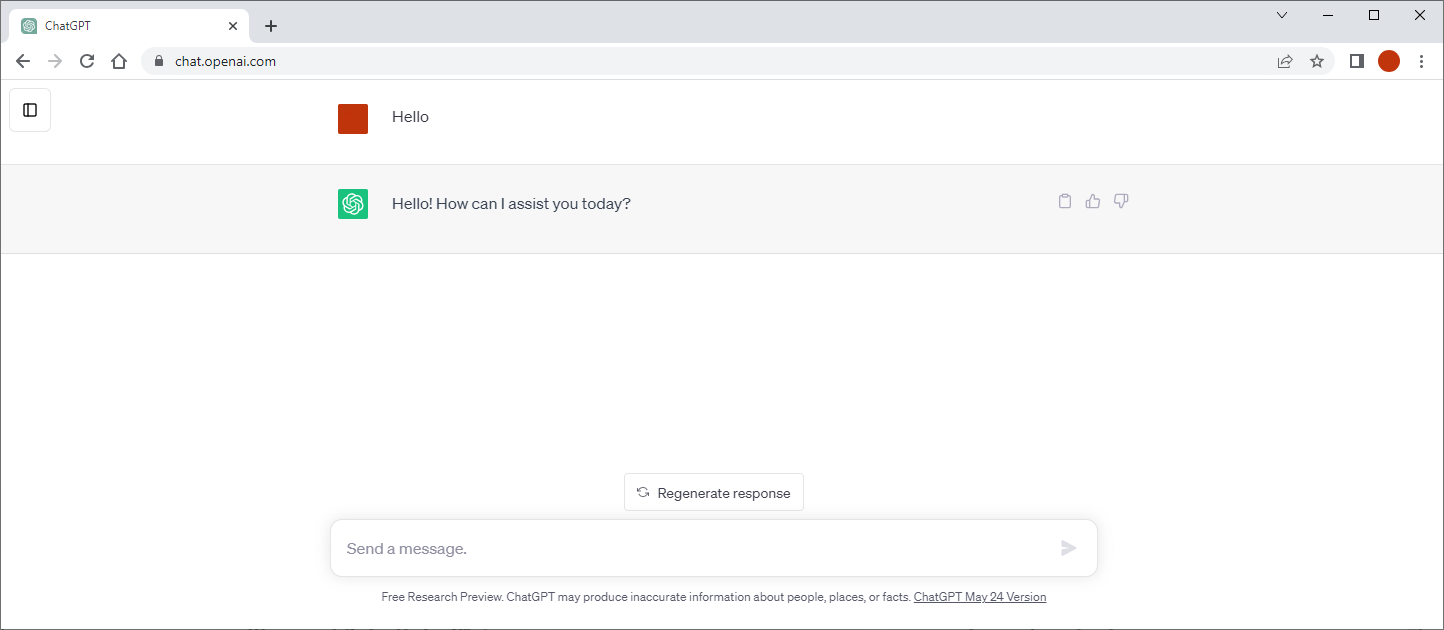 ChatGPT
chat.openai.com
Hello
Hello! How can I assist you today?
Regenerate response
Send a message.
Free Research Preview. ChatGPT may produce inaccurate information about people, places, or facts. ChatGPT May 24 Version